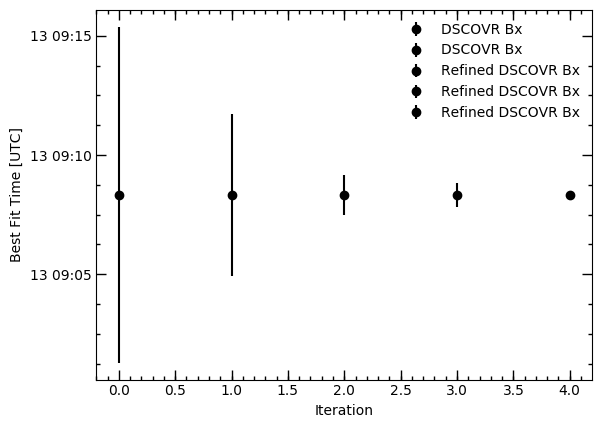 DSCOVR Bx
DSCOVR Bx
Refined DSCOVR Bx
Refined DSCOVR Bx
Refined DSCOVR Bx
13 09:15
13 09:10
13 09:05
Best Fit Time [UTC]
0.0 0.5 1.0 1.5 2.0 2.5 3.0 3.5 4.0
Iteration